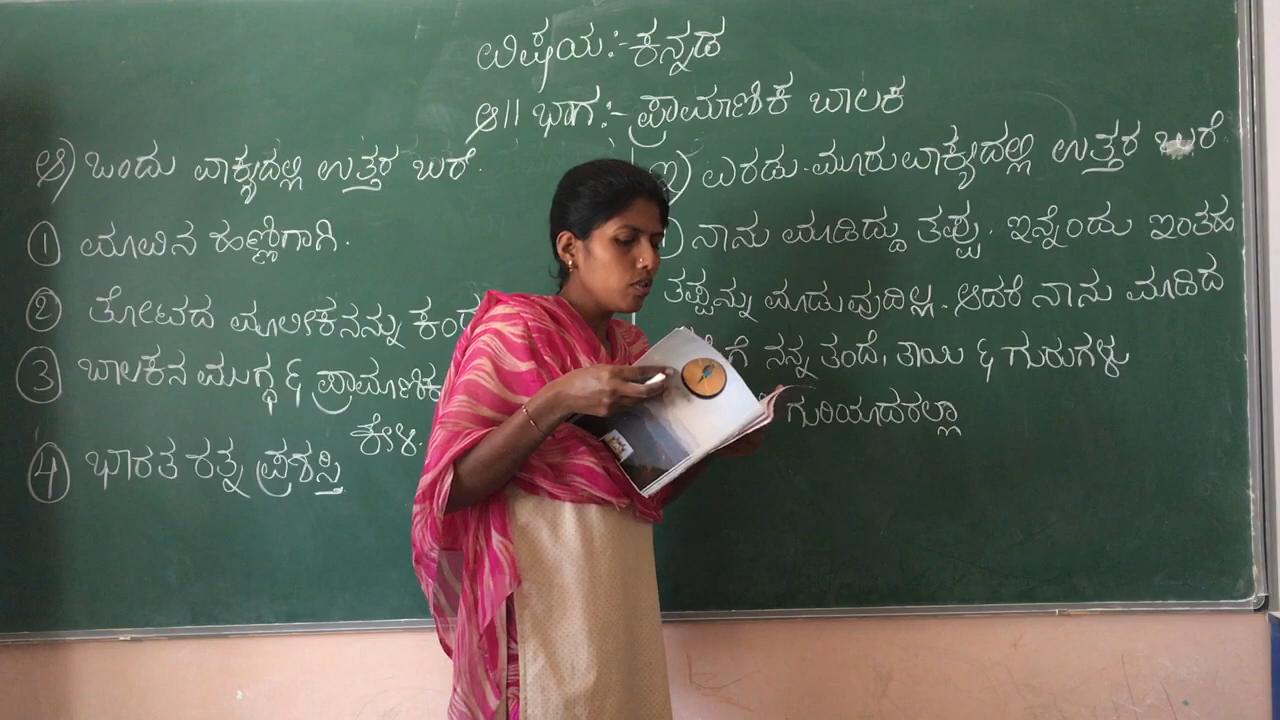 ವಿಷಯ:-ಕನ್ನಡ
ಆ|| ಭಾಗ:- ಪ್ರಾಮಾಣಿಕ ಬಾಲಕ
ಆ) ಒಂದು ವಾಕ್ಯದಲ್ಲಿ ಉತ್ತರ ಬರೆ.
1 ಮಾವಿನ ಹಣ್ಣಿಗಾಗಿ.
2 ತೋಟದ ಮಾಲೀಕನನ್ನು
3 ಬಾಲಕನ ಮುಗ್ಧ & ಪ್ರಾಮಾಣಿಕ
ಕೇಳಿ.
4 ಭಾರತ ರತ್ನ ಪ್ರಶಸ್ತಿ
ಇ) ಎರಡು-ಮೂರುವಾಕ್ಯದಲ್ಲಿ ಉತ್ತರ ಬರೆ
) ನಾನು ಮಾಡಿದ್ದು ತಪ್ಪು. ಇನ್ನೆಂದು ಇಂತಹ
ತಪ್ಪನ್ನು ಮಾಡುವುದಿಲ್ಲ. ಆದರೆ ನಾನು ಮಾಡಿದ
ನನ್ನ ತಂದೆ, ತಾಯಿ & ಗುರುಗಳು
ಗುರಿಯಾದರಲ್ಲಾ